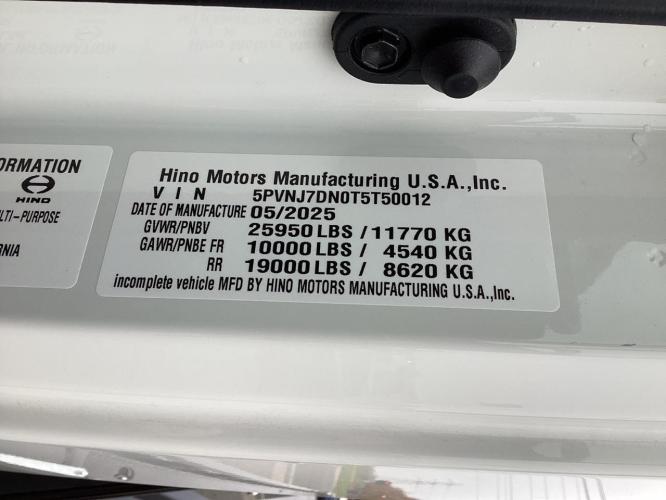 ORMATION
HINO
LTI-PURPOSE
RNIA
Hino Motors Manufacturing U.S.A.,Inc.
V I N 5PVNJ7DN0T5T50012
DATE OF MANUFACTURE 05/2025
GVWR/PNBV 25950 LBS / 11770 KG
GAWR/PNBE FR 10000 LBS / 4540 KG
RR 19000 LBS / 8620 KG
incomplete vehicle MFD BY HINO MOTORS MANUFACTURING U.S.A.,Inc.